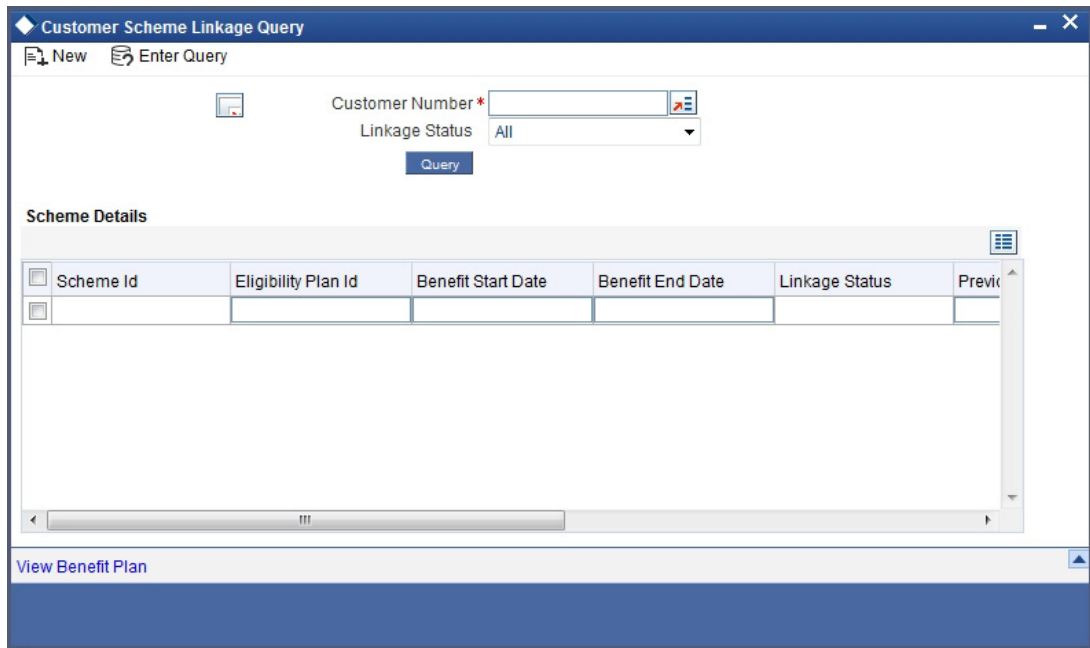 Customer Scheme Linkage Query
New Enter Query
Customer Number *
Linkage Status All
Query
Scheme Details
Scheme Id Eligibility Plan Id Benefit Start Date Benefit End Date Linkage Status
View Benefit Plan